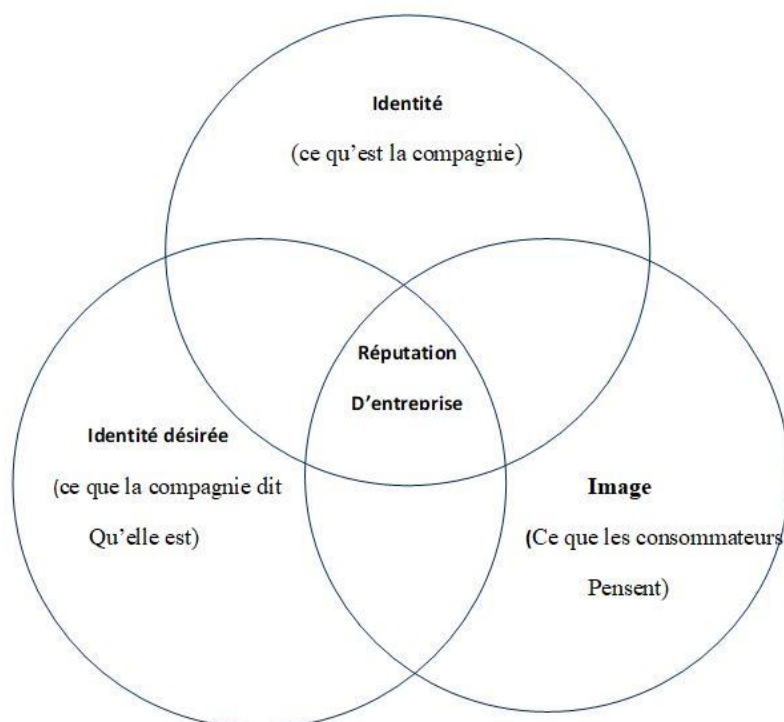 Identité
(ce qu’est la compagnie)
Réputation
D’entreprise
Identité désirée
(ce que la compagnie dit
Qu’elle est)
Image
(Ce que les consommateurs
Pensent)